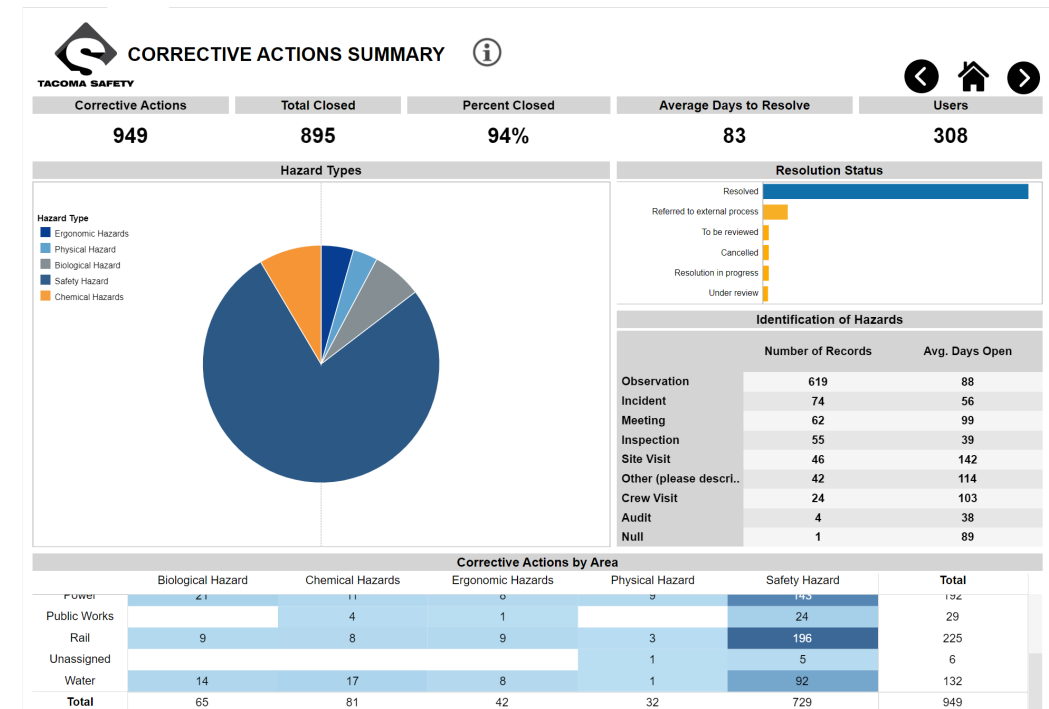 CORRECTIVE ACTIONS SUMMARY
TACOMA SAFETY
Corrective Actions Total Closed Percent Closed Average Days to Resolve Users
949 895 94% 83 308
Hazard Types
Hazard Type
Ergonomic Hazards
Physical Hazard
Biological Hazard
Safety Hazard
Chemical Hazards
Resolution Status
Resolved
Referred to external process
To be reviewed
Cancelled
Resolution in progress
Under review
Identification of Hazards
Number of Records Avg. Days Open
Observation 619 88
Incident 74 56
Meeting 62 99
Inspection 55 39
Site Visit 46 142
Other (please descri.. 42 114
Crew Visit 24 103
Audit 4 38
Null 1 89
Corrective Actions by Area
Biological Hazard Chemical Hazards Ergonomic Hazards Physical Hazard Safety Hazard Total
Power 21 11 9 192
Public Works 4 1 24 29
Rail 9 8 9 3 196 225
Unassigned 1 5 6
Water 14 17 8 1 92 132
Total 65 81 42 32 729 949